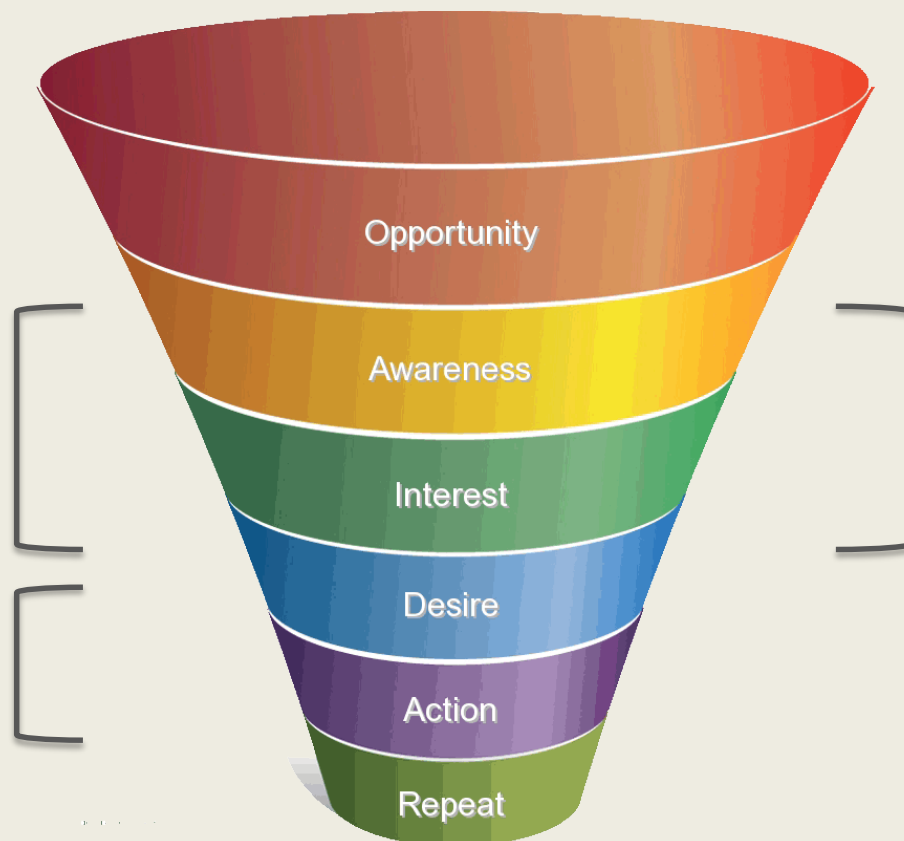 Opportunity
Awareness
Interest
Desire
Action
Repeat